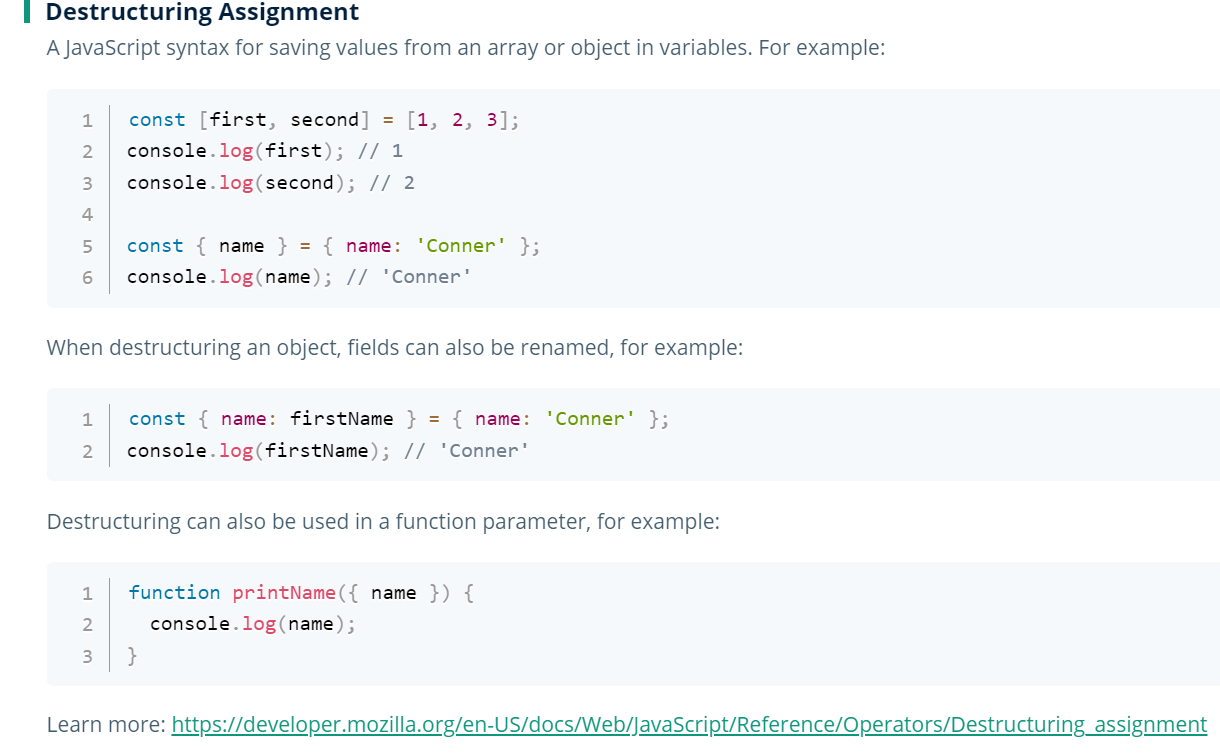 Destructuring Assignment
A JavaScript syntax for saving values from an array or object in variables. For example:
1 const [first, second] = [1, 2, 3];
2 console.log(first); // 1
3 console.log(second); // 2
4
5 const { name } = { name: 'Conner' };
6 console.log(name); // 'Conner'
When destructuring an object, fields can also be renamed, for example:
1 const { name: firstName } = { name: 'Conner' };
2 console.log(firstName); // 'Conner'
Destructuring can also be used in a function parameter, for example:
1 function printName({ name }) {
2   console.log(name);
3 }
Learn more: https://developer.mozilla.org/en-US/docs/Web/JavaScript/Reference/Operators/Destructuring_assignment